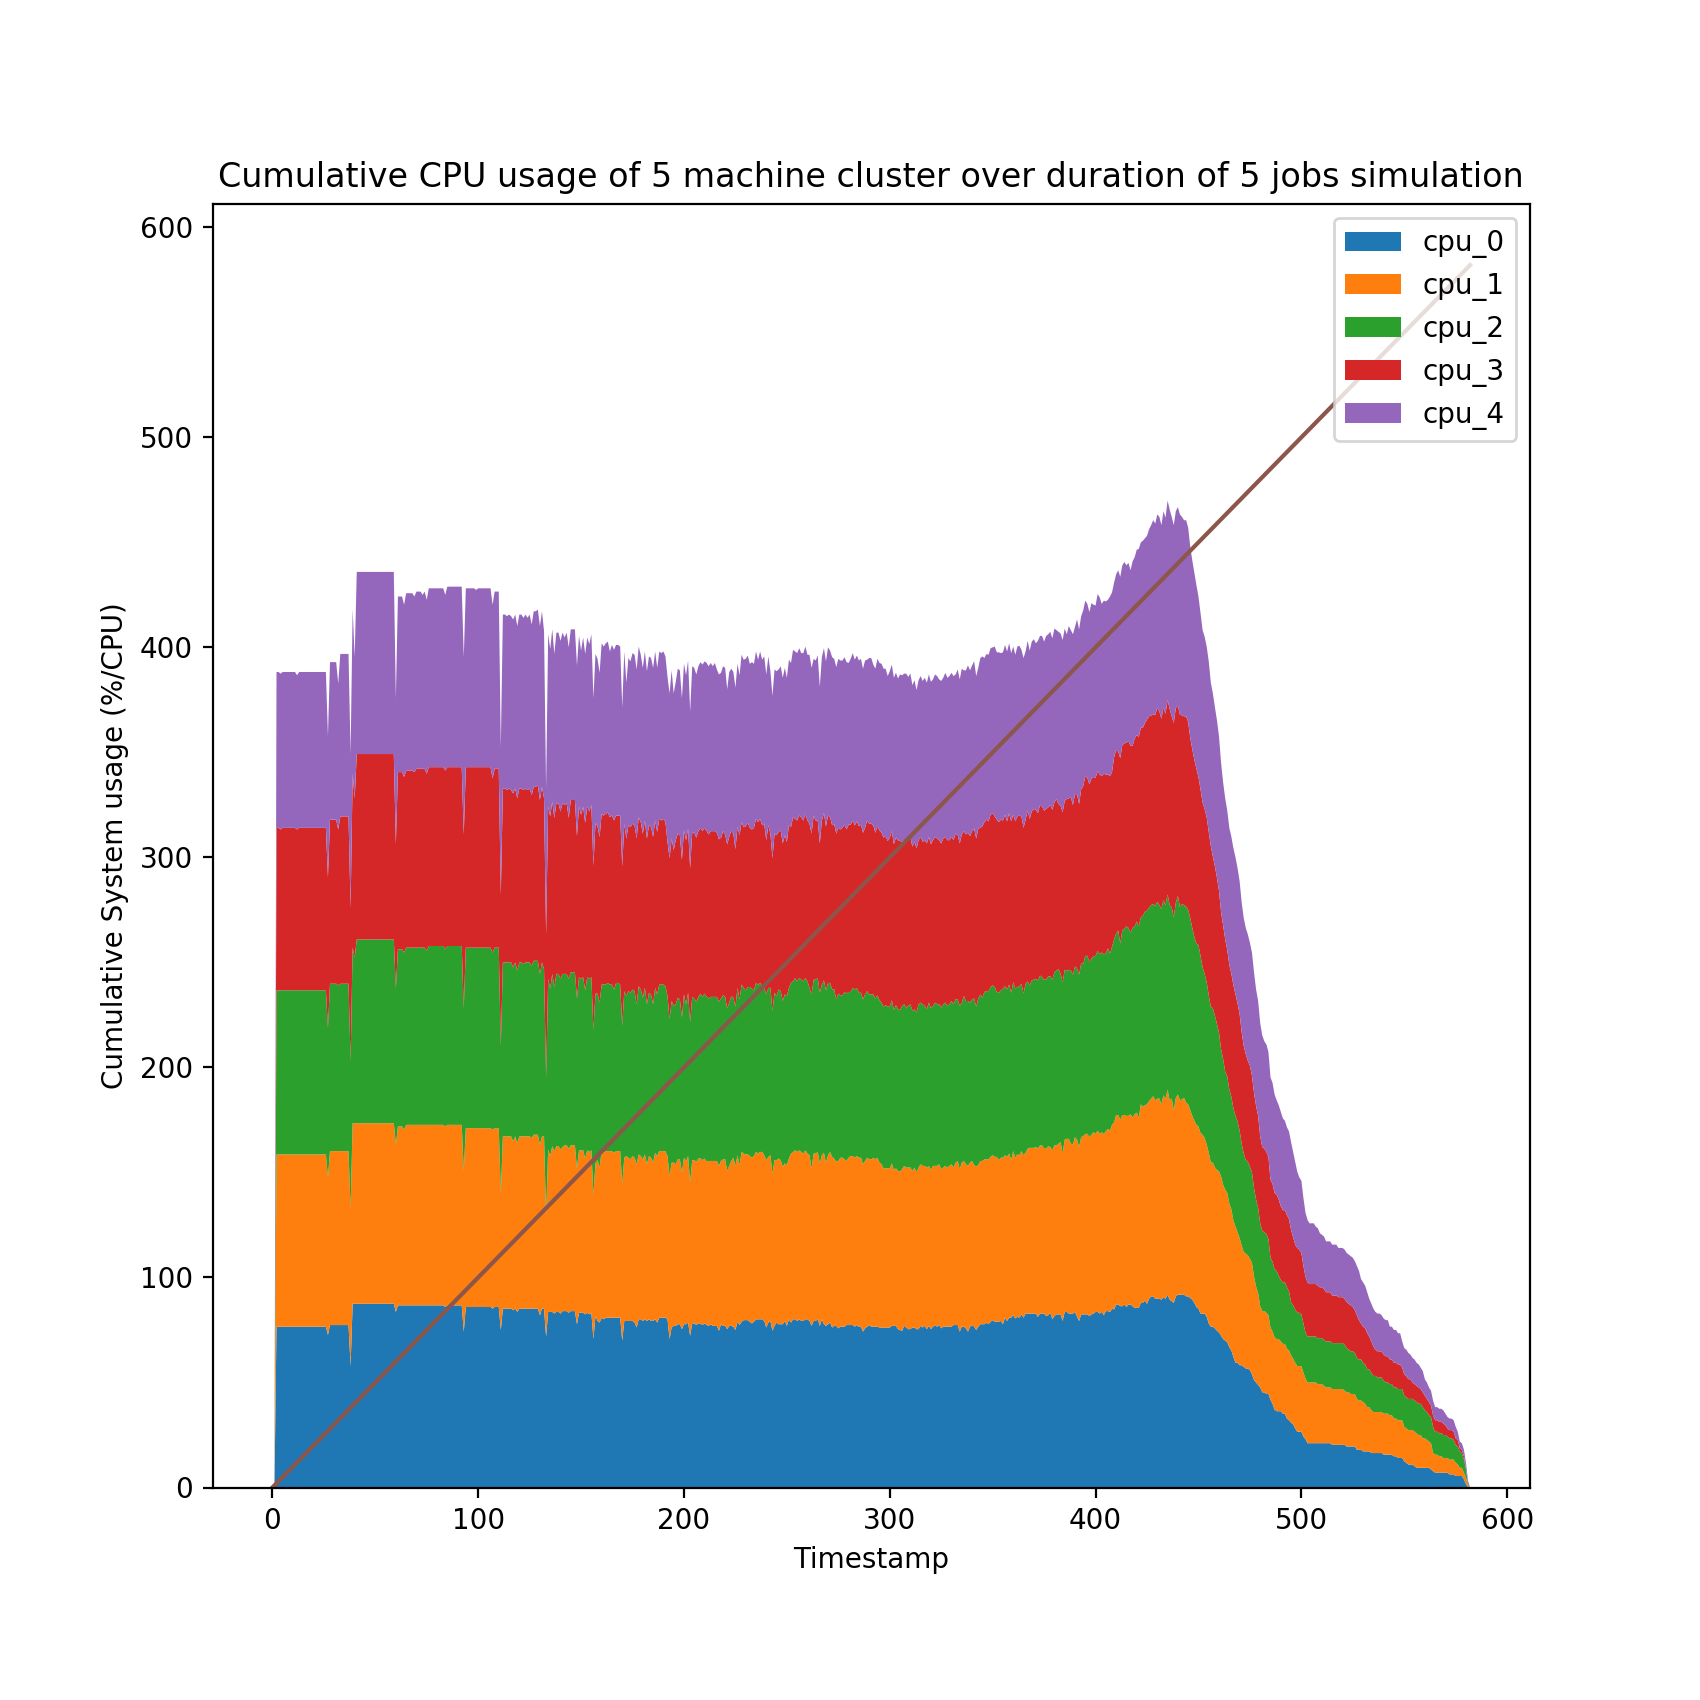 Cumulative CPU usage of 5 machine cluster over duration of 5 jobs simulation
600
500
400
300
200
100
0
Cumulative System usage (%/CPU)
cpu_0
cpu_1
cpu_2
cpu_3
cpu_4
0 100 200 300 400 500 600
Timestamp